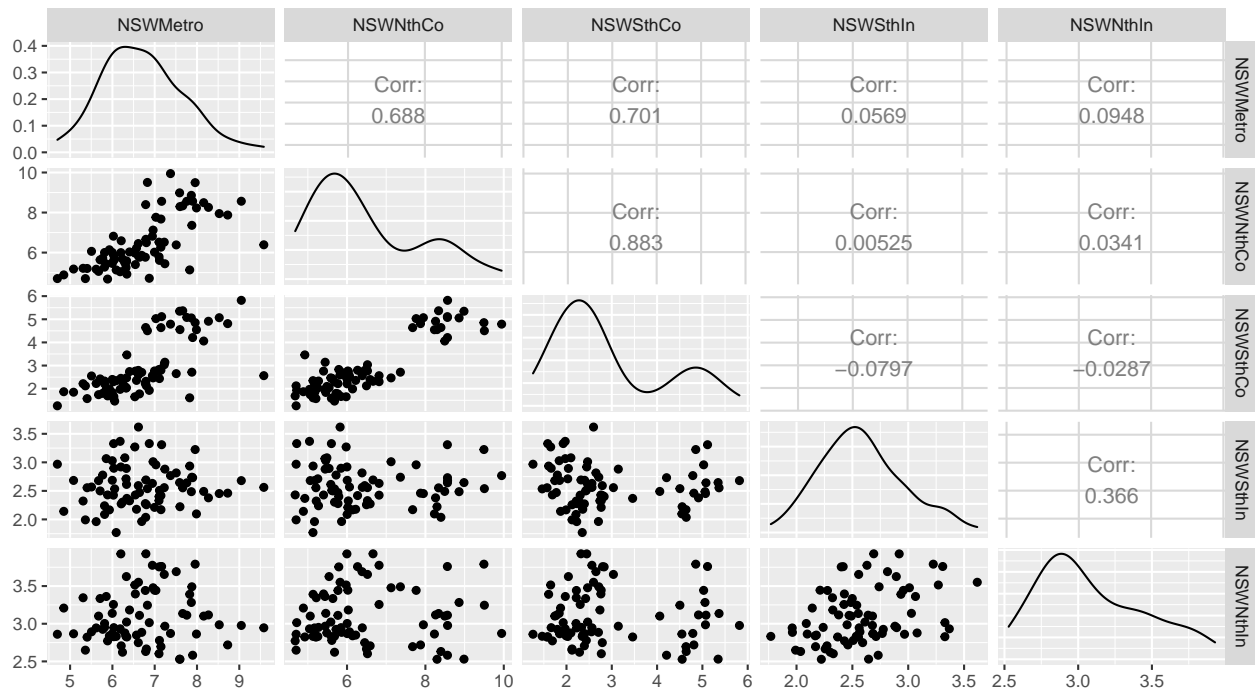 NSWMetro NSWNthCo NSWSthCo NSWSthIn NSWNthIn
0.4
0.3
0.2
0.1
0.0
Corr:
0.688
Corr:
0.701
Corr:
0.0569
Corr:
0.0948
NSWMetro
10
8
6
Corr:
0.883
Corr:
0.00525
Corr:
0.0341
NSWNthCo
6
5
4
3
2
Corr:
−0.0797
Corr:
−0.0287
NSWSthCo
3.5
3.0
2.5
2.0
Corr:
0.366
NSWSthIn
3.5
3.0
2.5
NSWNthIn
5 6 7 8 9 6 8 10 2 3 4 5 6 2.0 2.5 3.0 3.5 2.5 3.0 3.5